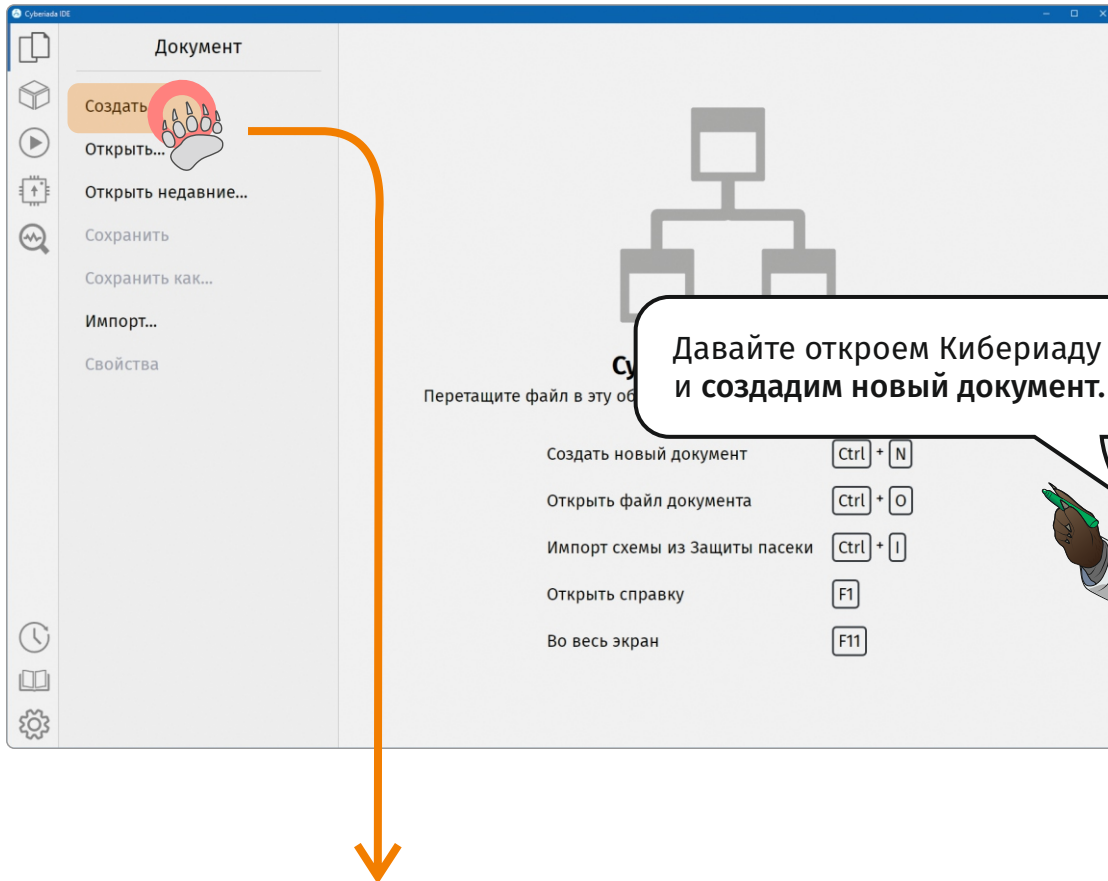 Cyberiada IDE
Документ
Создать
Открыть...
Открыть недавние...
Сохранить
Сохранить как...
Импорт...
Свойства
Давайте откроем Кибериаду
и создадим новый документ.
Перетащите файл в эту
Создать новый документ Ctrl + N
Открыть файл документа Ctrl + O
Импорт схемы из Защиты пасеки Ctrl + I
Открыть справку F1
Во весь экран F11